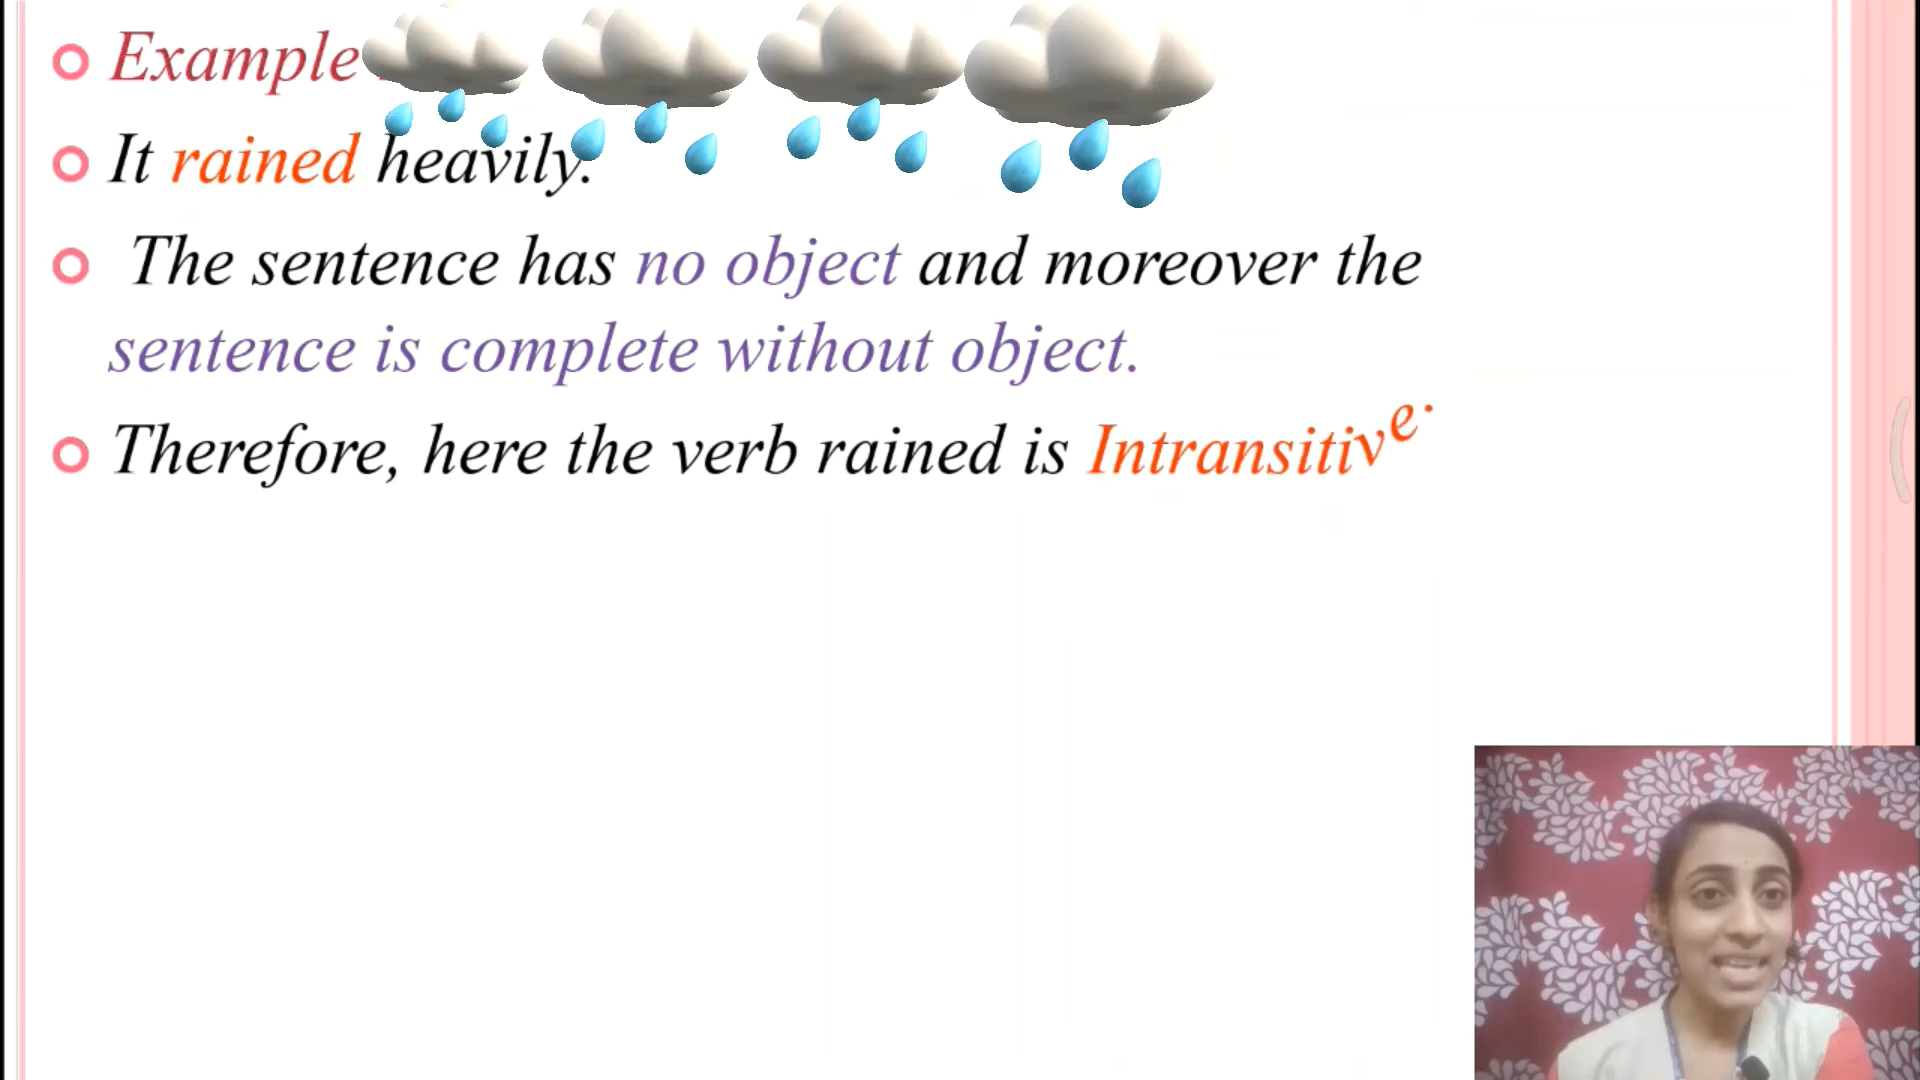 Example
It rained heavily.
The sentence has no object and moreover the
sentence is complete without object.
Therefore, here the verb rained is Intransitive.